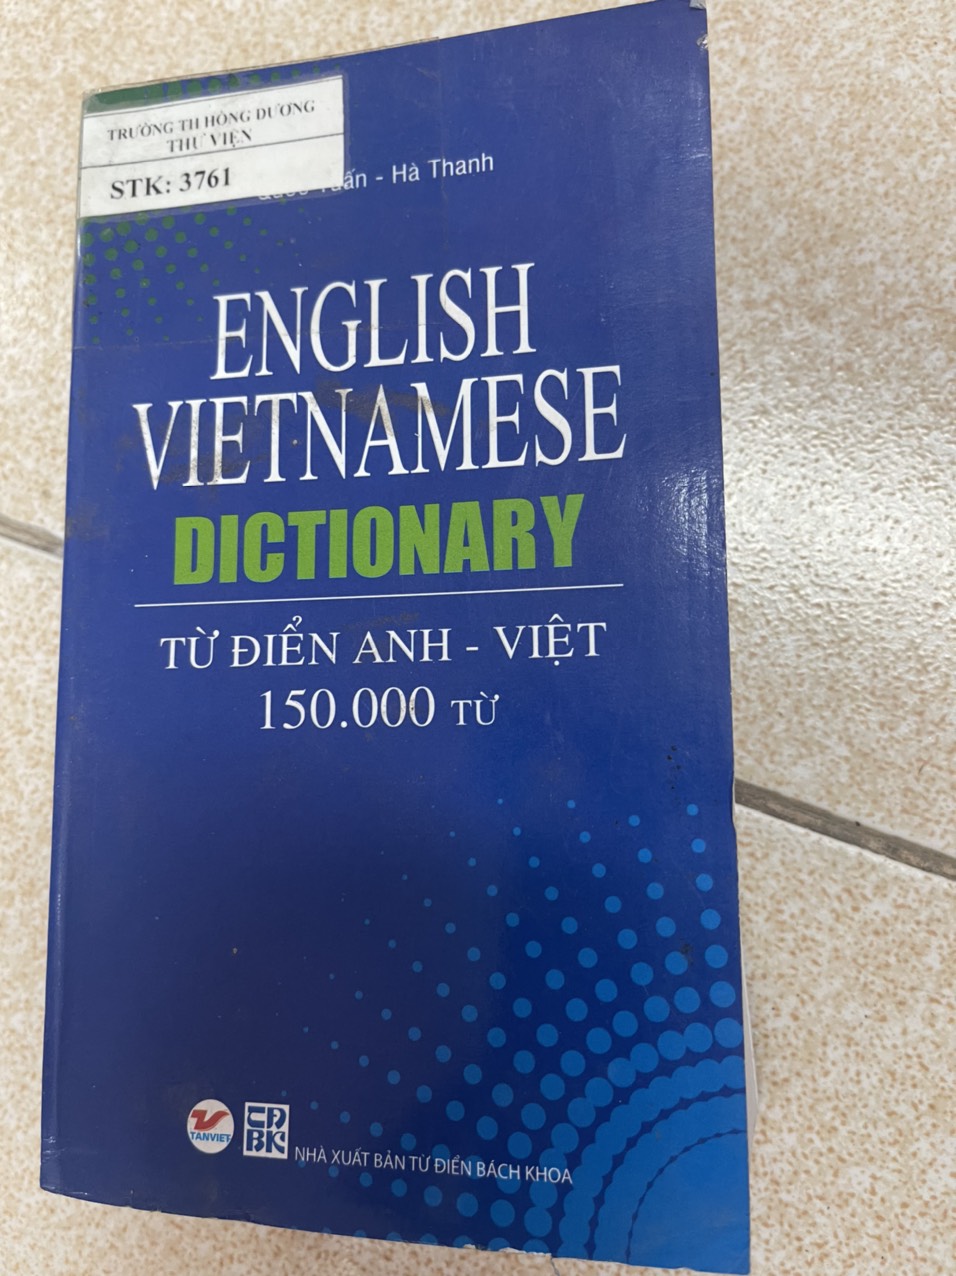 TRƯỜNG TH HỒNG DƯƠNG
THƯ VIỆN
STK: 3761
- Hà Thanh
ENGLISH
VIETNAMESE
DICTIONARY
TỪ ĐIỂN ANH - VIỆT
150.000 TỪ
TANVIET
NHÀ XUẤT BẢN TỪ ĐIỂN BÁCH KHOA